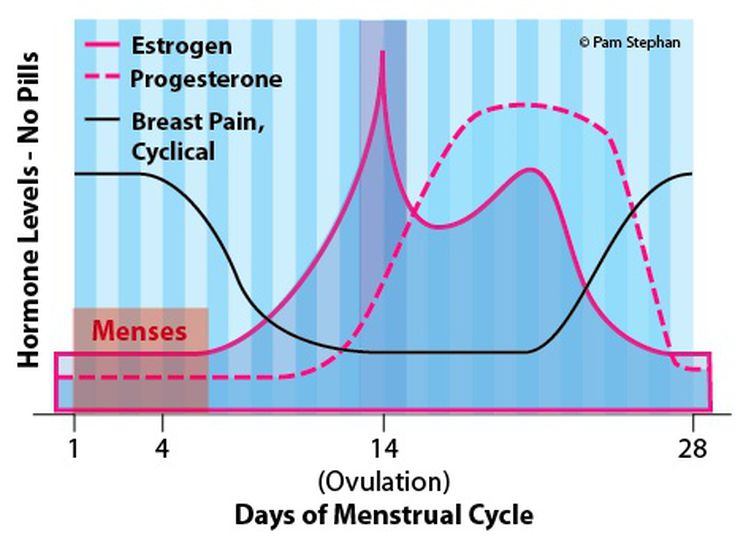 Hormone Levels - No Pills
Estrogen
Progesterone
Breast Pain,
Cyclical
© Pam Stephan
Menses
1 4 14 28
(Ovulation)
Days of Menstrual Cycle